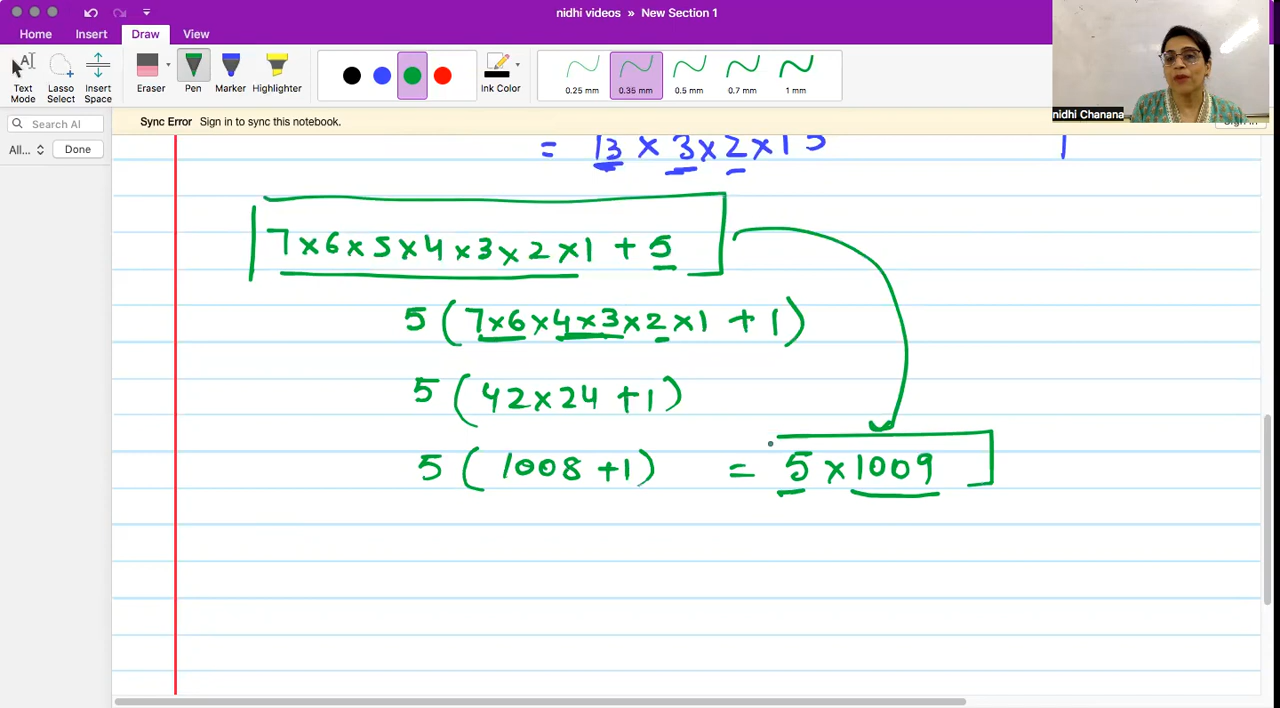 nidhi videos » New Section 1
Home Insert Draw View
Text Mode
Lasso Select
Insert Space
Eraser
Pen
Marker
Highlighter
Ink Color
0.25 mm
0.35 mm
0.5 mm
0.7 mm
1 mm
nidhi Chanana
Search Al
Sync Error Sign in to sync this notebook.
All...
Done
= 13 × 3 × 2 × 1 5 1
7×6×5×4×3×2×1 + 5
5 ( 7×6×4×3×2×1 + 1 )
5 ( 42×24 +1 )
5 ( 1008 +1 ) = 5 × 1009